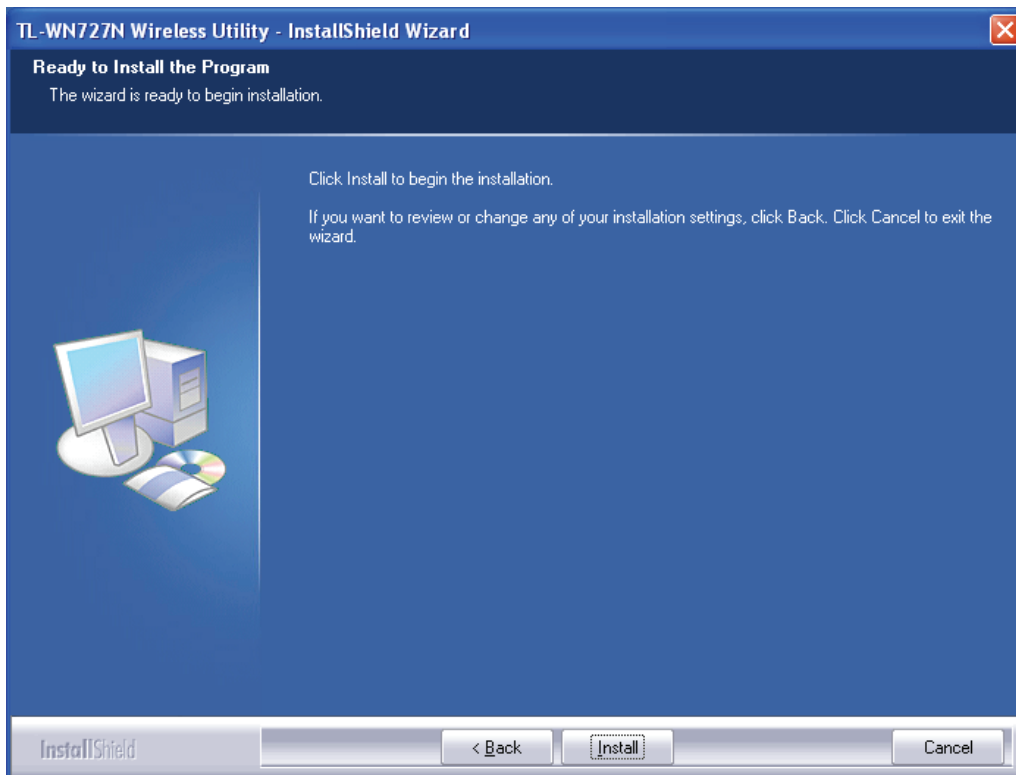 TL-WN727N Wireless Utility - InstallShield Wizard
Ready to Install the Program
The wizard is ready to begin installation.
Click Install to begin the installation.
If you want to review or change any of your installation settings, click Back. Click Cancel to exit the
wizard.
InstallShield
< Back
Install
Cancel